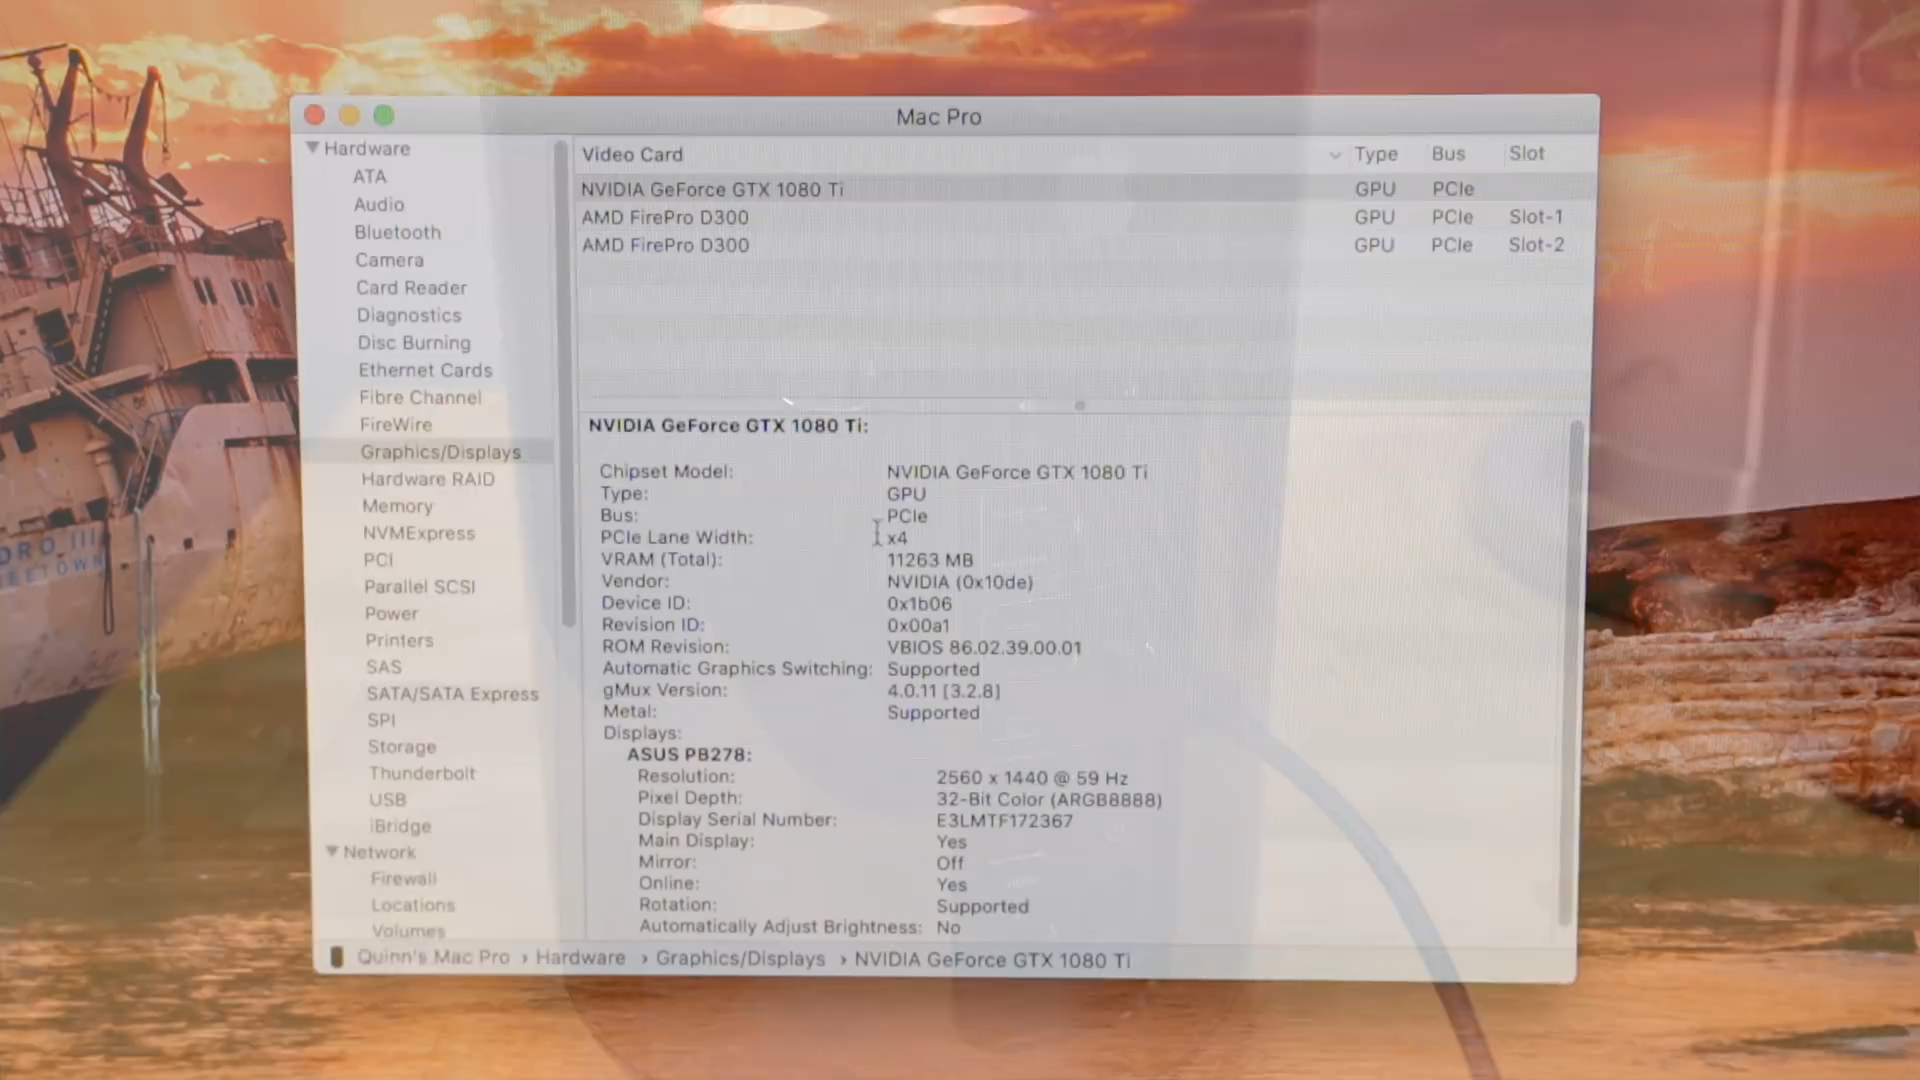 Mac Pro
Hardware
ATA
Audio
Bluetooth
Camera
Card Reader
Diagnostics
Disc Burning
Ethernet Cards
Fibre Channel
FireWire
Graphics/Displays
Hardware RAID
Memory
NVMExpress
PCI
Parallel SCSI
Power
Printers
SAS
SATA/SATA Express
SPI
Storage
Thunderbolt
USB
iBridge
Network
Firewall
Locations
Volumes
Video Card Type Bus Slot
NVIDIA GeForce GTX 1080 Ti GPU PCIe
AMD FirePro D300 GPU PCIe Slot-1
AMD FirePro D300 GPU PCIe Slot-2
NVIDIA GeForce GTX 1080 Ti:
Chipset Model: NVIDIA GeForce GTX 1080 Ti
Type: GPU
Bus: PCIe
PCIe Lane Width: x4
VRAM (Total): 11263 MB
Vendor: NVIDIA (0x10de)
Device ID: 0x1b06
Revision ID: 0x00a1
ROM Revision: VBIOS 86.02.39.00.01
Automatic Graphics Switching: Supported
gMux Version: 4.0.11 [3.2.8]
Metal: Supported
Displays:
ASUS PB278:
Resolution: 2560 x 1440 @ 59 Hz
Pixel Depth: 32-Bit Color (ARGB8888)
Display Serial Number: E3LMTF172367
Main Display: Yes
Mirror: Off
Online: Yes
Rotation: Supported
Automatically Adjust Brightness: No
Quinn's Mac Pro › Hardware › Graphics/Displays › NVIDIA GeForce GTX 1080 Ti